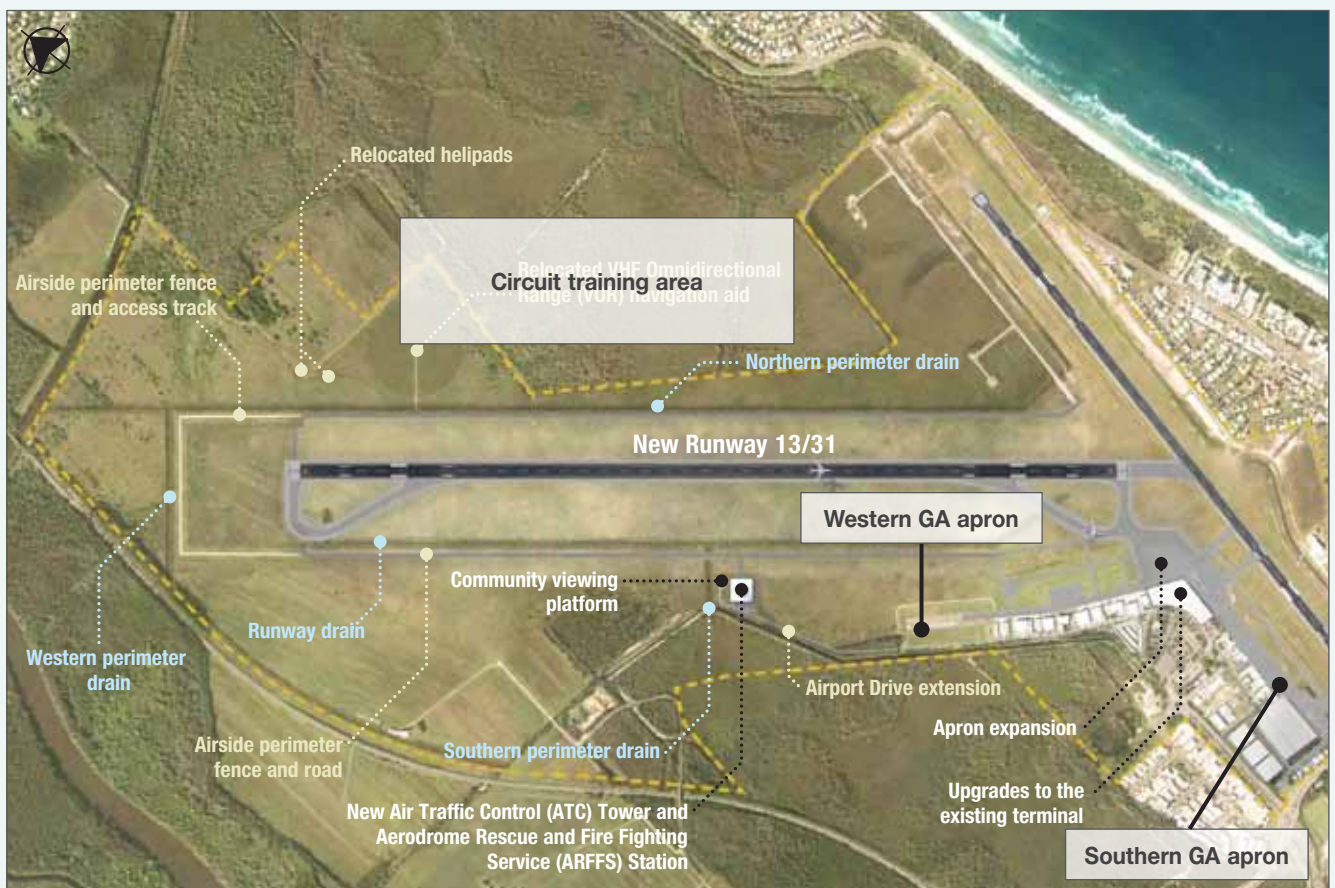 Relocated helipads
Relocated VHF Omnidirectional
Range (VOR) navigation aid
Circuit training area
Airside perimeter fence
and access track
Northern perimeter drain
New Runway 13/31
Western GA apron
Community viewing
platform
Runway drain
Western perimeter
drain
Airport Drive extension
Apron expansion
Airside perimeter
fence and road
Southern perimeter drain
Upgrades to the
existing terminal
New Air Traffic Control (ATC) Tower and
Aerodrome Rescue and Fire Fighting
Service (ARFFS) Station
Southern GA apron